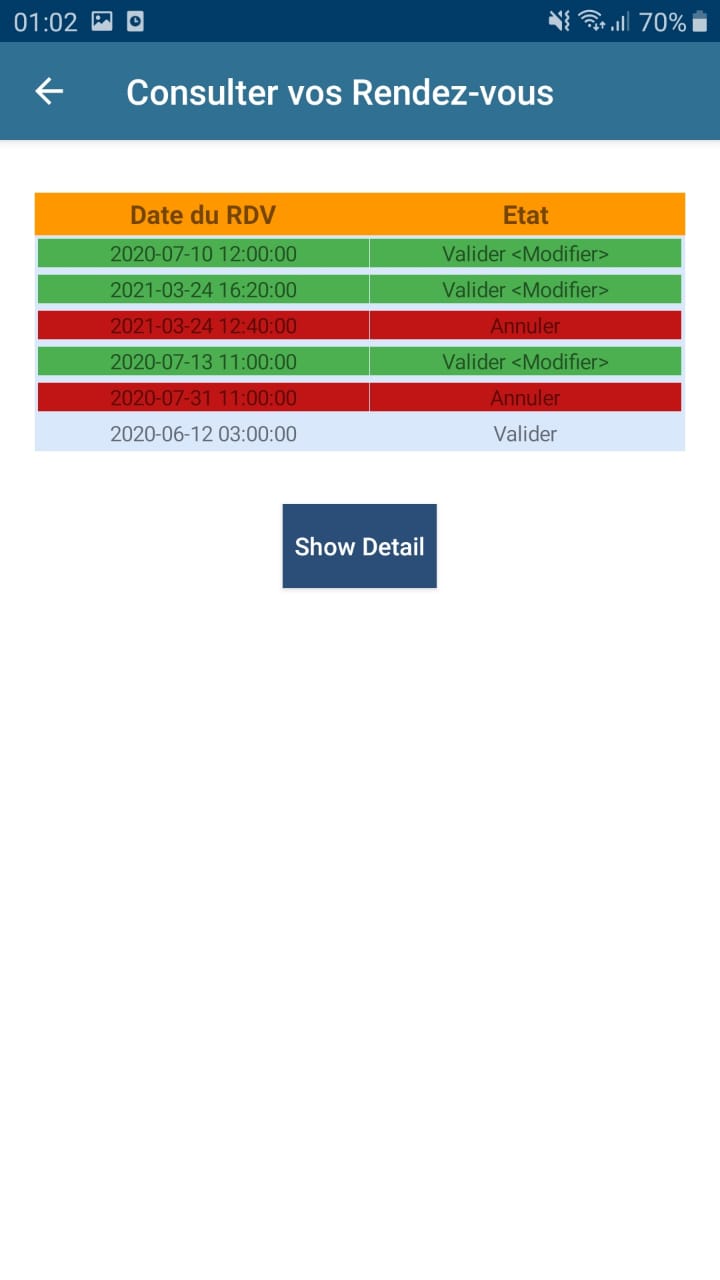 01:02 70%
Consulter vos Rendez-vous
Date du RDV Etat
2020-07-10 12:00:00 Valider <Modifier>
2021-03-24 16:20:00 Valider <Modifier>
2021-03-24 12:40:00 Annuler
2020-07-13 11:00:00 Valider <Modifier>
2020-07-31 11:00:00 Annuler
2020-06-12 03:00:00 Valider
Show Detail